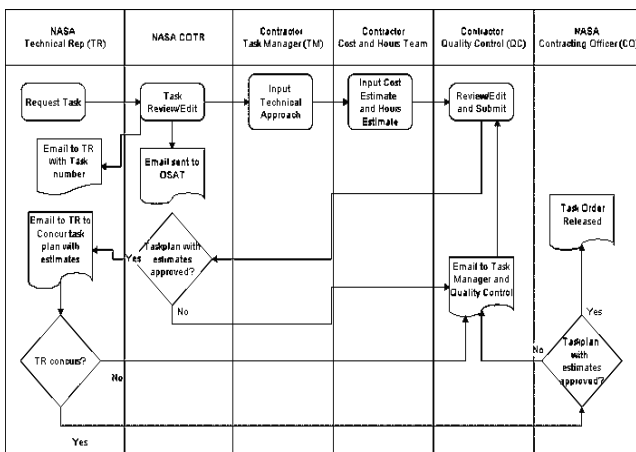 NASA
Technical Rep (TR)
NASA COTR
Contractor
Task Manager (TM)
Contractor
Cost and Hours Team
Contractor
Quality Control (QC)
NASA
Contracting Officer (CO)
Request Task
Task
Review/Edit
Input
Technical
Approach
Input Cost
Estimate
and Hours
Estimate
Review/Edit
and Submit
Email to TR
with Task
number
Email sent to
OSAT
Task Order
Released
Email to TR to
Concur task
plan with
estimates
Yes
Taskplan with
estimates
approved?
Email to Task
Manager and
Quality Control
No
Yes
TR concurs?
No
No
Taskplan
with
estimates
approved?
Yes